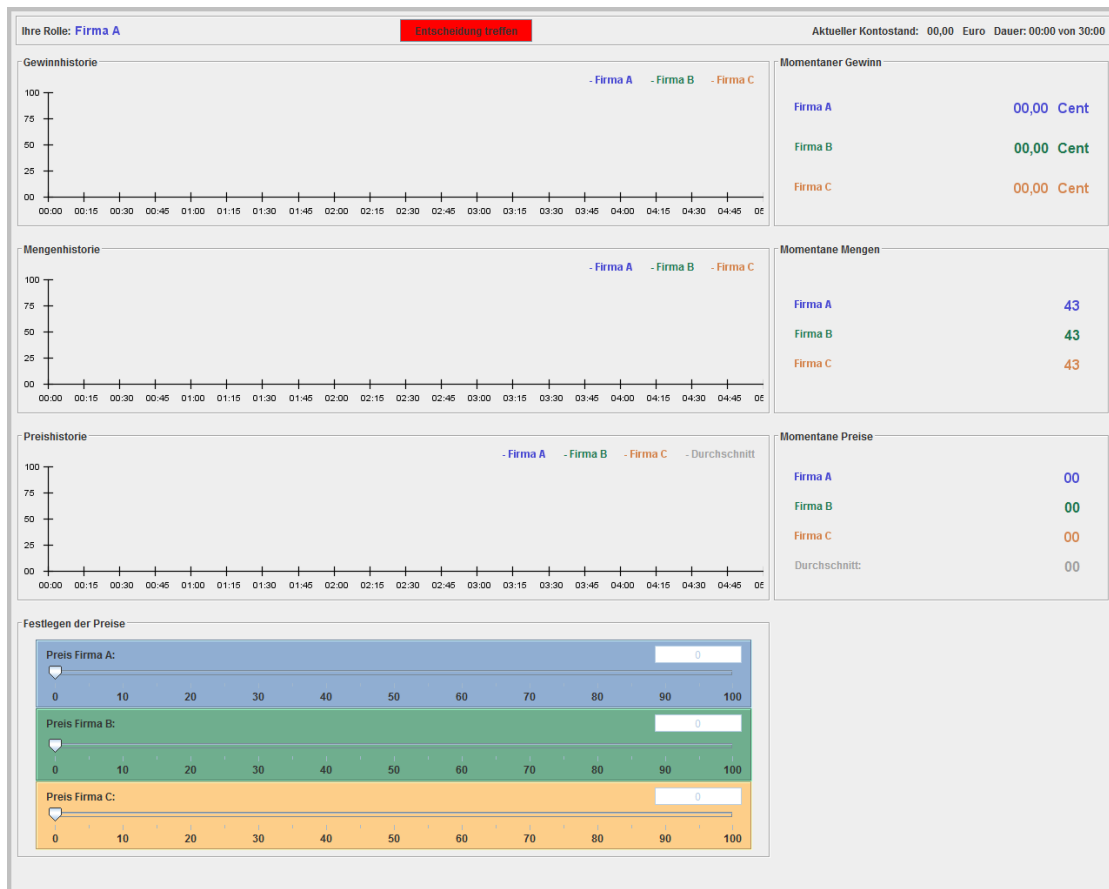 Ihre Rolle: Firma A Entscheidung treffen Aktueller Kontostand: 00,00 Euro Dauer: 00:00 von 30:00
Gewinnhistorie
- Firma A - Firma B - Firma C
100
75
50
25
00
00:00 00:15 00:30 00:45 01:00 01:15 01:30 01:45 02:00 02:15 02:30 02:45 03:00 03:15 03:30 03:45 04:00 04:15 04:30 04:45 05
Momentaner Gewinn
Firma A 00,00 Cent
Firma B 00,00 Cent
Firma C 00,00 Cent
Mengenhistorie
- Firma A - Firma B - Firma C
100
75
50
25
00
00:00 00:15 00:30 00:45 01:00 01:15 01:30 01:45 02:00 02:15 02:30 02:45 03:00 03:15 03:30 03:45 04:00 04:15 04:30 04:45 05
Momentane Mengen
Firma A 43
Firma B 43
Firma C 43
Preishistorie
- Firma A - Firma B - Firma C - Durchschnitt
100
75
50
25
00
00:00 00:15 00:30 00:45 01:00 01:15 01:30 01:45 02:00 02:15 02:30 02:45 03:00 03:15 03:30 03:45 04:00 04:15 04:30 04:45 05
Momentane Preise
Firma A 00
Firma B 00
Firma C 00
Durchschnitt: 00
Festlegen der Preise
Preis Firma A: 0
0 10 20 30 40 50 60 70 80 90 100
Preis Firma B: 0
0 10 20 30 40 50 60 70 80 90 100
Preis Firma C: 0
0 10 20 30 40 50 60 70 80 90 100